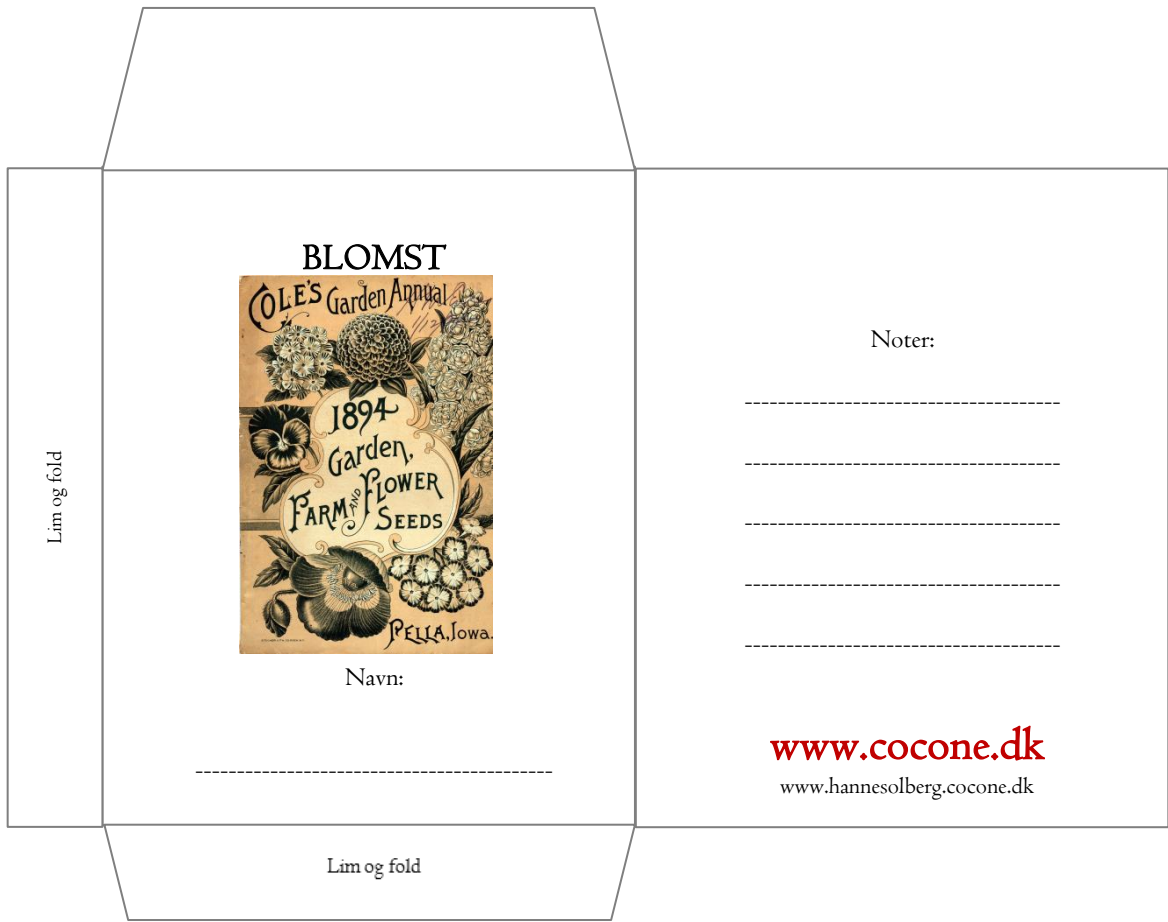 BLOMST
COLE'S Garden Annual
1894
Garden,
FARM AND FLOWER
SEEDS
PELLA, Iowa.
Navn:
Lim og fold
Lim og fold
Noter:
www.cocone.dk
www.hannesolberg.cocone.dk